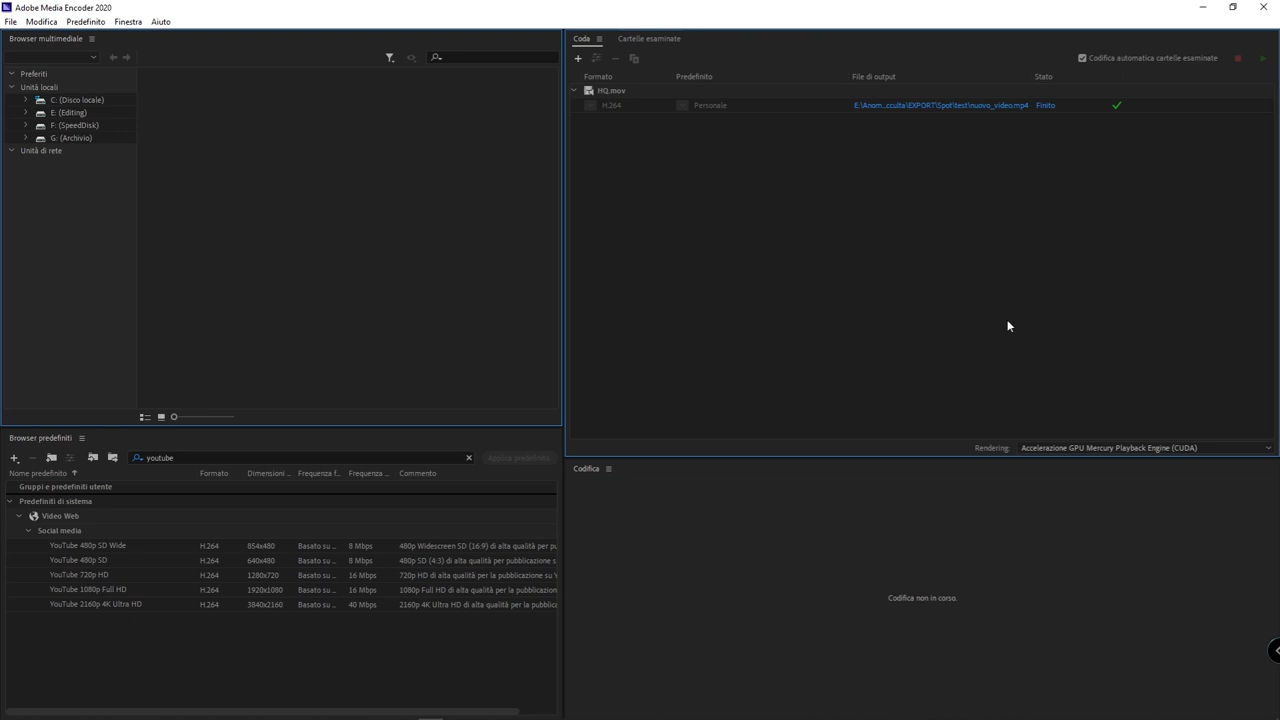 Adobe Media Encoder 2020
File Modifica Predefinito Finestra Aiuto
Browser multimediale
Preferiti
Unità locali
C: (Disco locale)
E: (Editing)
F: (SpeedDisk)
G: (Archivio)
Unità di rete
Coda Cartelle esaminate
Codifica automatica cartelle esaminate
Formato Predefinito File di output Stato
HQ.mov
H.264 Personale E:\Anom...cculta\EXPORT\Spot\test\nuovo_video.mp4 Finito
Rendering: Accelerazione GPU Mercury Playback Engine (CUDA)
Browser predefiniti
youtube Applica predefinito
Nome predefinito Formato Dimensioni ... Frequenza f... Frequenza ... Commento
Gruppi e predefiniti utente
Predefiniti di sistema
Video Web
Social media
YouTube 480p SD Wide H.264 854x480 Basato su ... 8 Mbps 480p Widescreen SD (16:9) di alta qualità per pu
YouTube 480p SD H.264 640x480 Basato su ... 8 Mbps 480p SD (4:3) di alta qualità per pubblicazione s
YouTube 720p HD H.264 1280x720 Basato su ... 16 Mbps 720p HD di alta qualità per la pubblicazione su Y
YouTube 1080p Full HD H.264 1920x1080 Basato su ... 16 Mbps 1080p Full HD di alta qualità per la pubblicazion
YouTube 2160p 4K Ultra HD H.264 3840x2160 Basato su ... 40 Mbps 2160p 4K Ultra HD di alta qualità per la pubblica
Codifica
Codifica non in corso.